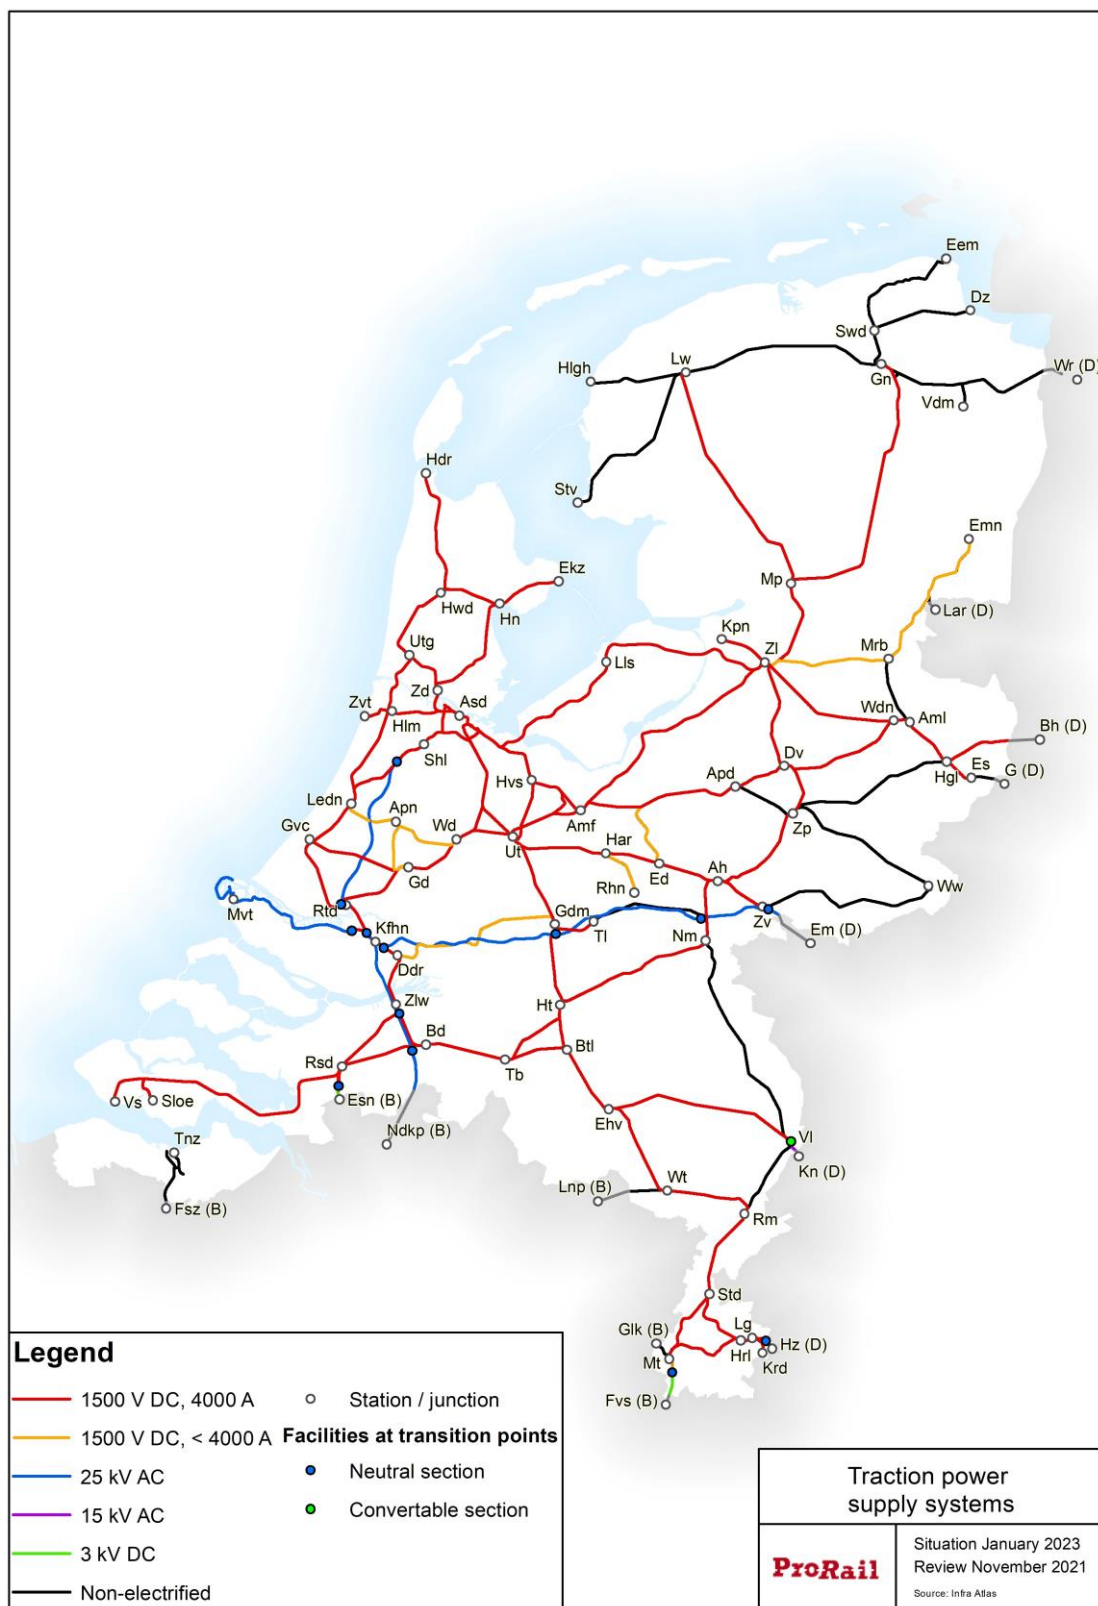 Eem
Dz
Swd
Lw
Hlgh
Gn
Wr (D)
Vdm
Hdr
Stv
Emn
Ekz
Mp
Hwd
Hn
Lar (D)
Kpn
Utg
Zl
Mrb
Lls
Zd
Zvt
Asd
Wdn
Hlm
Aml
Bh (D)
Shl
Dv
Es
Hvs
Apd
Hgl
G (D)
Ledn
Apn
Gvc
Wd
Amf
Zp
Ut
Har
Gd
Ed
Ah
Rhn
Ww
Mvt
Rtd
Gdm
Zv
Kfhn
Tl
Em (D)
Nm
Ddr
Zlw
Ht
Bd
Btl
Rsd
Tb
Vs
Sloe
Esn (B)
Ehv
Ndkp (B)
Vl
Tnz
Kn (D)
Lnp (B)
Wt
Fsz (B)
Rm
Std
Glk (B)
Lg
Hz (D)
Mt
Hrl
Krd
Fvs (B)
Legend
1500 V DC, 4000 A
1500 V DC, < 4000 A
25 kV AC
15 kV AC
3 kV DC
Non-electrified
Station / junction
Facilities at transition points
Neutral section
Convertable section
Traction power
supply systems
ProRail
Situation January 2023
Review November 2021
Source: Infra Atlas